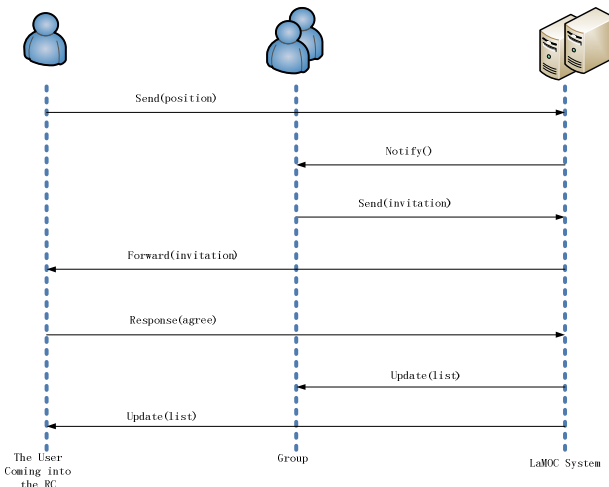 Send(position)
Notify()
Send(invitation)
Forward(invitation)
Response(agree)
Update(list)
Update(list)
The User
Coming into
the RC
Group
LaMOC System